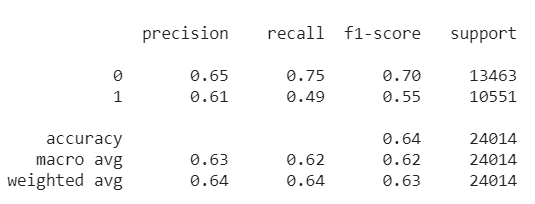 precision recall f1-score support
0 0.65 0.75 0.70 13463
1 0.61 0.49 0.55 10551
accuracy 0.64 24014
macro avg 0.63 0.62 0.62 24014
weighted avg 0.64 0.64 0.63 24014